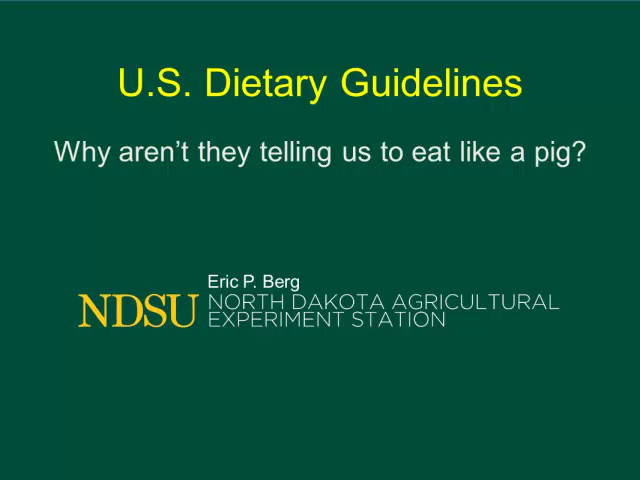 U.S. Dietary Guidelines
Why aren’t they telling us to eat like a pig?
Eric P. Berg
NDSU NORTH DAKOTA AGRICULTURAL
EXPERIMENT STATION